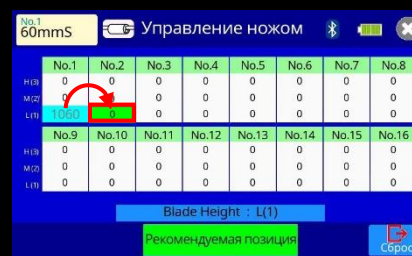 No.1
60mmS
Управление ножом
No.1 No.2 No.3 No.4 No.5 No.6 No.7 No.8
H(3) 0 0 0 0 0 0 0 0
M(2) 0 0 0 0 0 0 0 0
L(1) 1060 0 0 0 0 0 0 0
No.9 No.10 No.11 No.12 No.13 No.14 No.15 No.16
H(3) 0 0 0 0 0 0 0 0
M(2) 0 0 0 0 0 0 0 0
L(1) 0 0 0 0 0 0 0 0
Blade Height : L(1)
Рекомендуемая позиция
Сброс